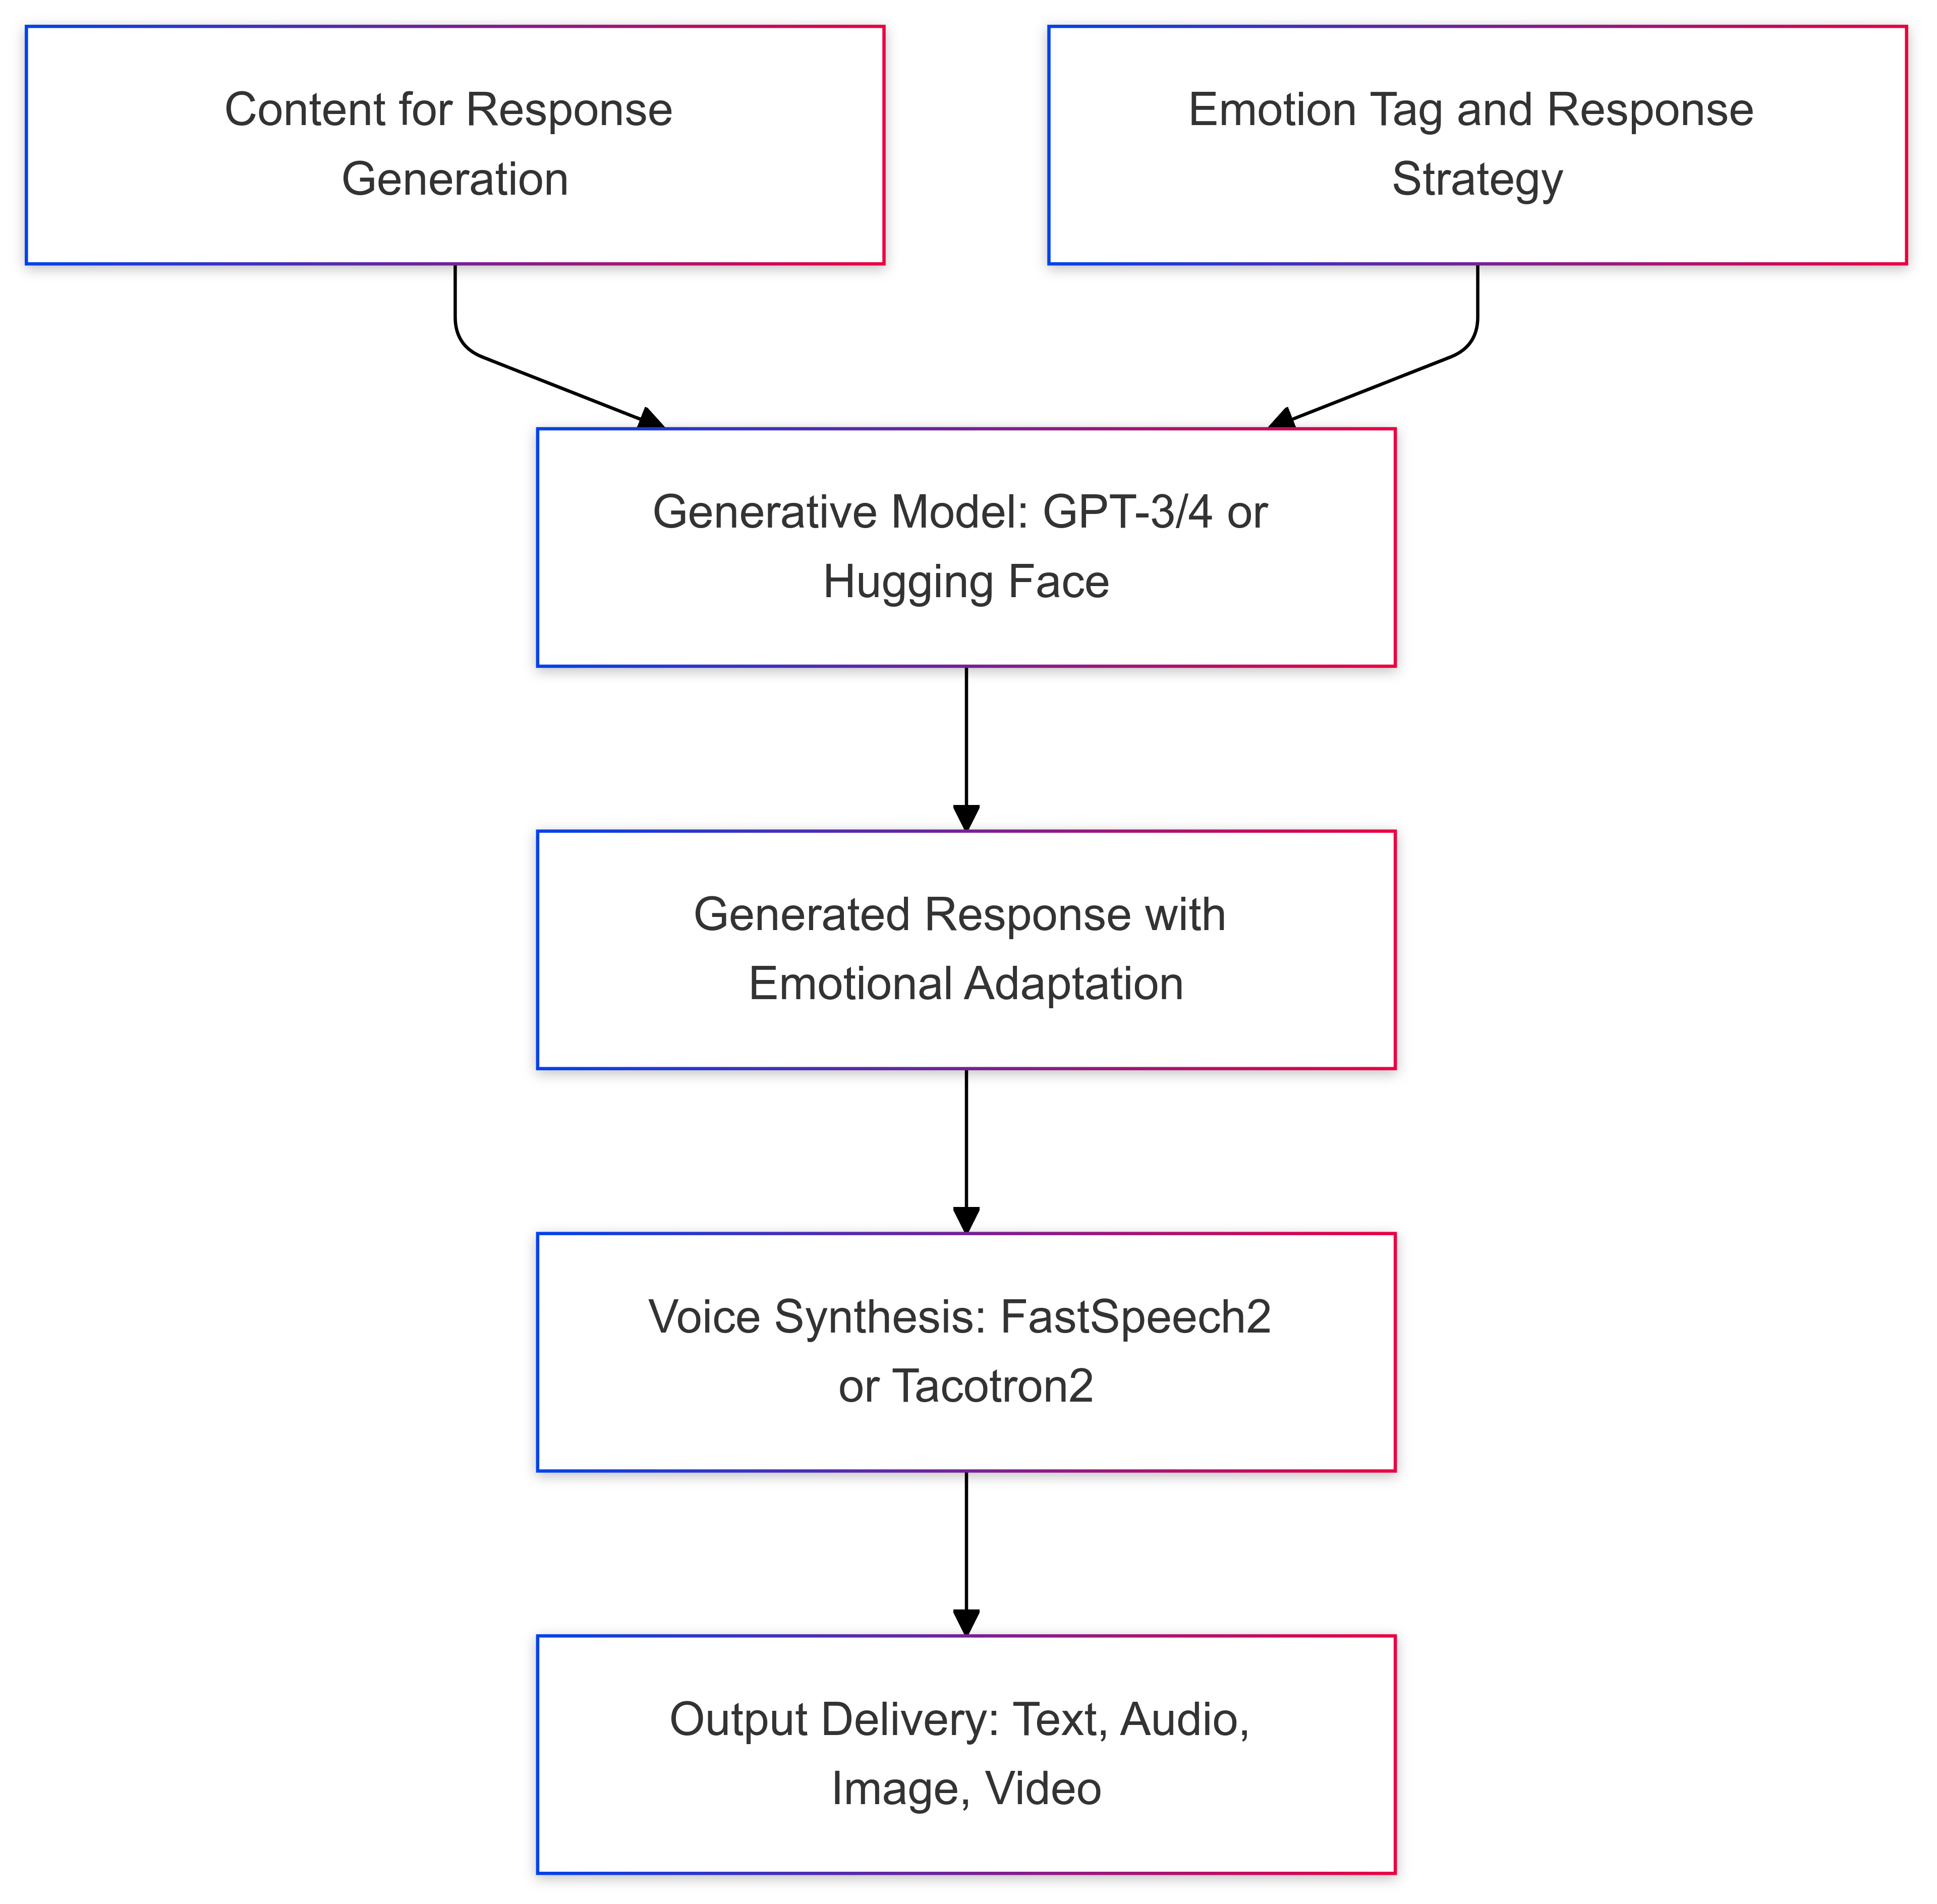 Content for Response
Generation
Emotion Tag and Response
Strategy
Generative Model: GPT-3/4 or
Hugging Face
Generated Response with
Emotional Adaptation
Voice Synthesis: FastSpeech2
or Tacotron2
Output Delivery: Text, Audio,
Image, Video